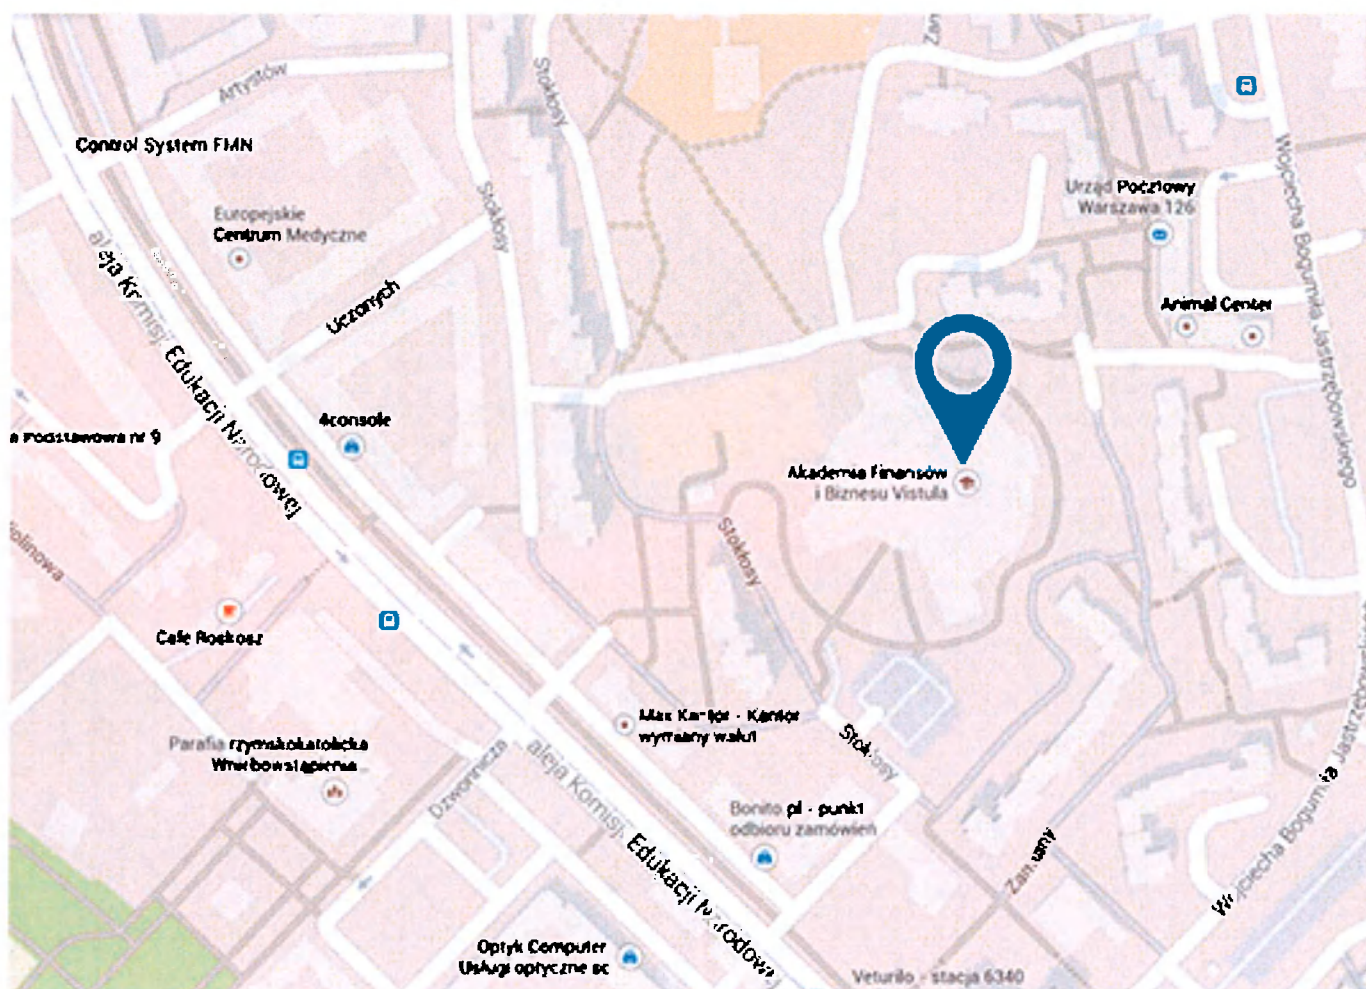 Artystów
Stokłosy
Control System FMN
Wojciecha Bogumiła Jastrzębowskiego
Urząd Pocztowy
Warszawa 126
Stokłosy
Europejskie
Centrum Medyczne
aleja Komisji Edukacji Narodowej
Uczonych
Animal Center
4console
a Podstawowa nr 9
Akademia Finansów
i Biznesu Vistula
Stokłosy
olinowa
Cafe Roskosz
Max Kantor - Kantor
wymiany walut
Stokłosy
Parafia rzymskokatolicka
Wniebowstąpienia
Dzwonnicza
aleja Komisji Edukacji Narodowej
Bonito pl - punkt
odbioru zamówień
Zamiany
Wojciecha Bogumiła Jastrzębowskiego
Optyk Computer
Usługi optyczne sc
Veturilo - stacja 6340